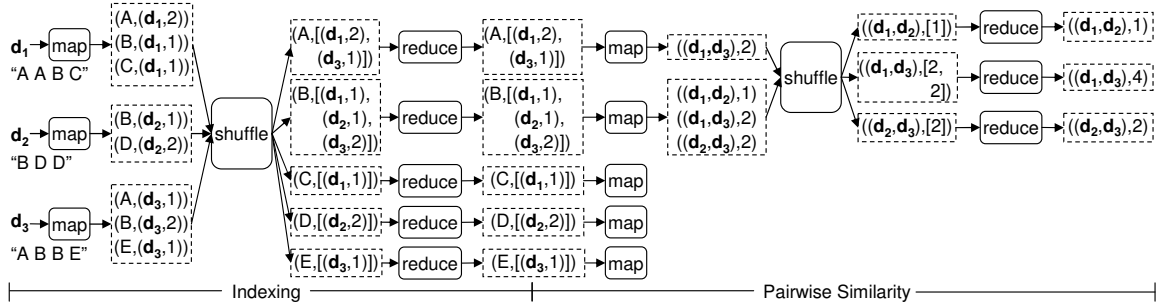 d1
map
"A A B C"
(A,(d1,2))
(B,(d1,1))
(C,(d1,1))
d2
map
"B D D"
(B,(d2,1))
(D,(d2,2))
d3
map
"A B B E"
(A,(d3,1))
(B,(d3,2))
(E,(d3,1))
shuffle
(A,[(d1,2),
(d3,1)])
reduce
(A,[(d1,2),
(d3,1)])
map
(B,[(d1,1),
(d2,1),
(d3,2)])
reduce
(B,[(d1,1),
(d2,1),
(d3,2)])
map
(C,[(d1,1)])
reduce
(C,[(d1,1)])
map
(D,[(d2,2)])
reduce
(D,[(d2,2)])
map
(E,[(d3,1)])
reduce
(E,[(d3,1)])
map
((d1,d3),2)
((d1,d2),1)
((d1,d3),2)
((d2,d3),2)
shuffle
((d1,d2),[1])
reduce
((d1,d2),1)
((d1,d3),[2,
2])
reduce
((d1,d3),4)
((d2,d3),[2])
reduce
((d2,d3),2)
Indexing
Pairwise Similarity